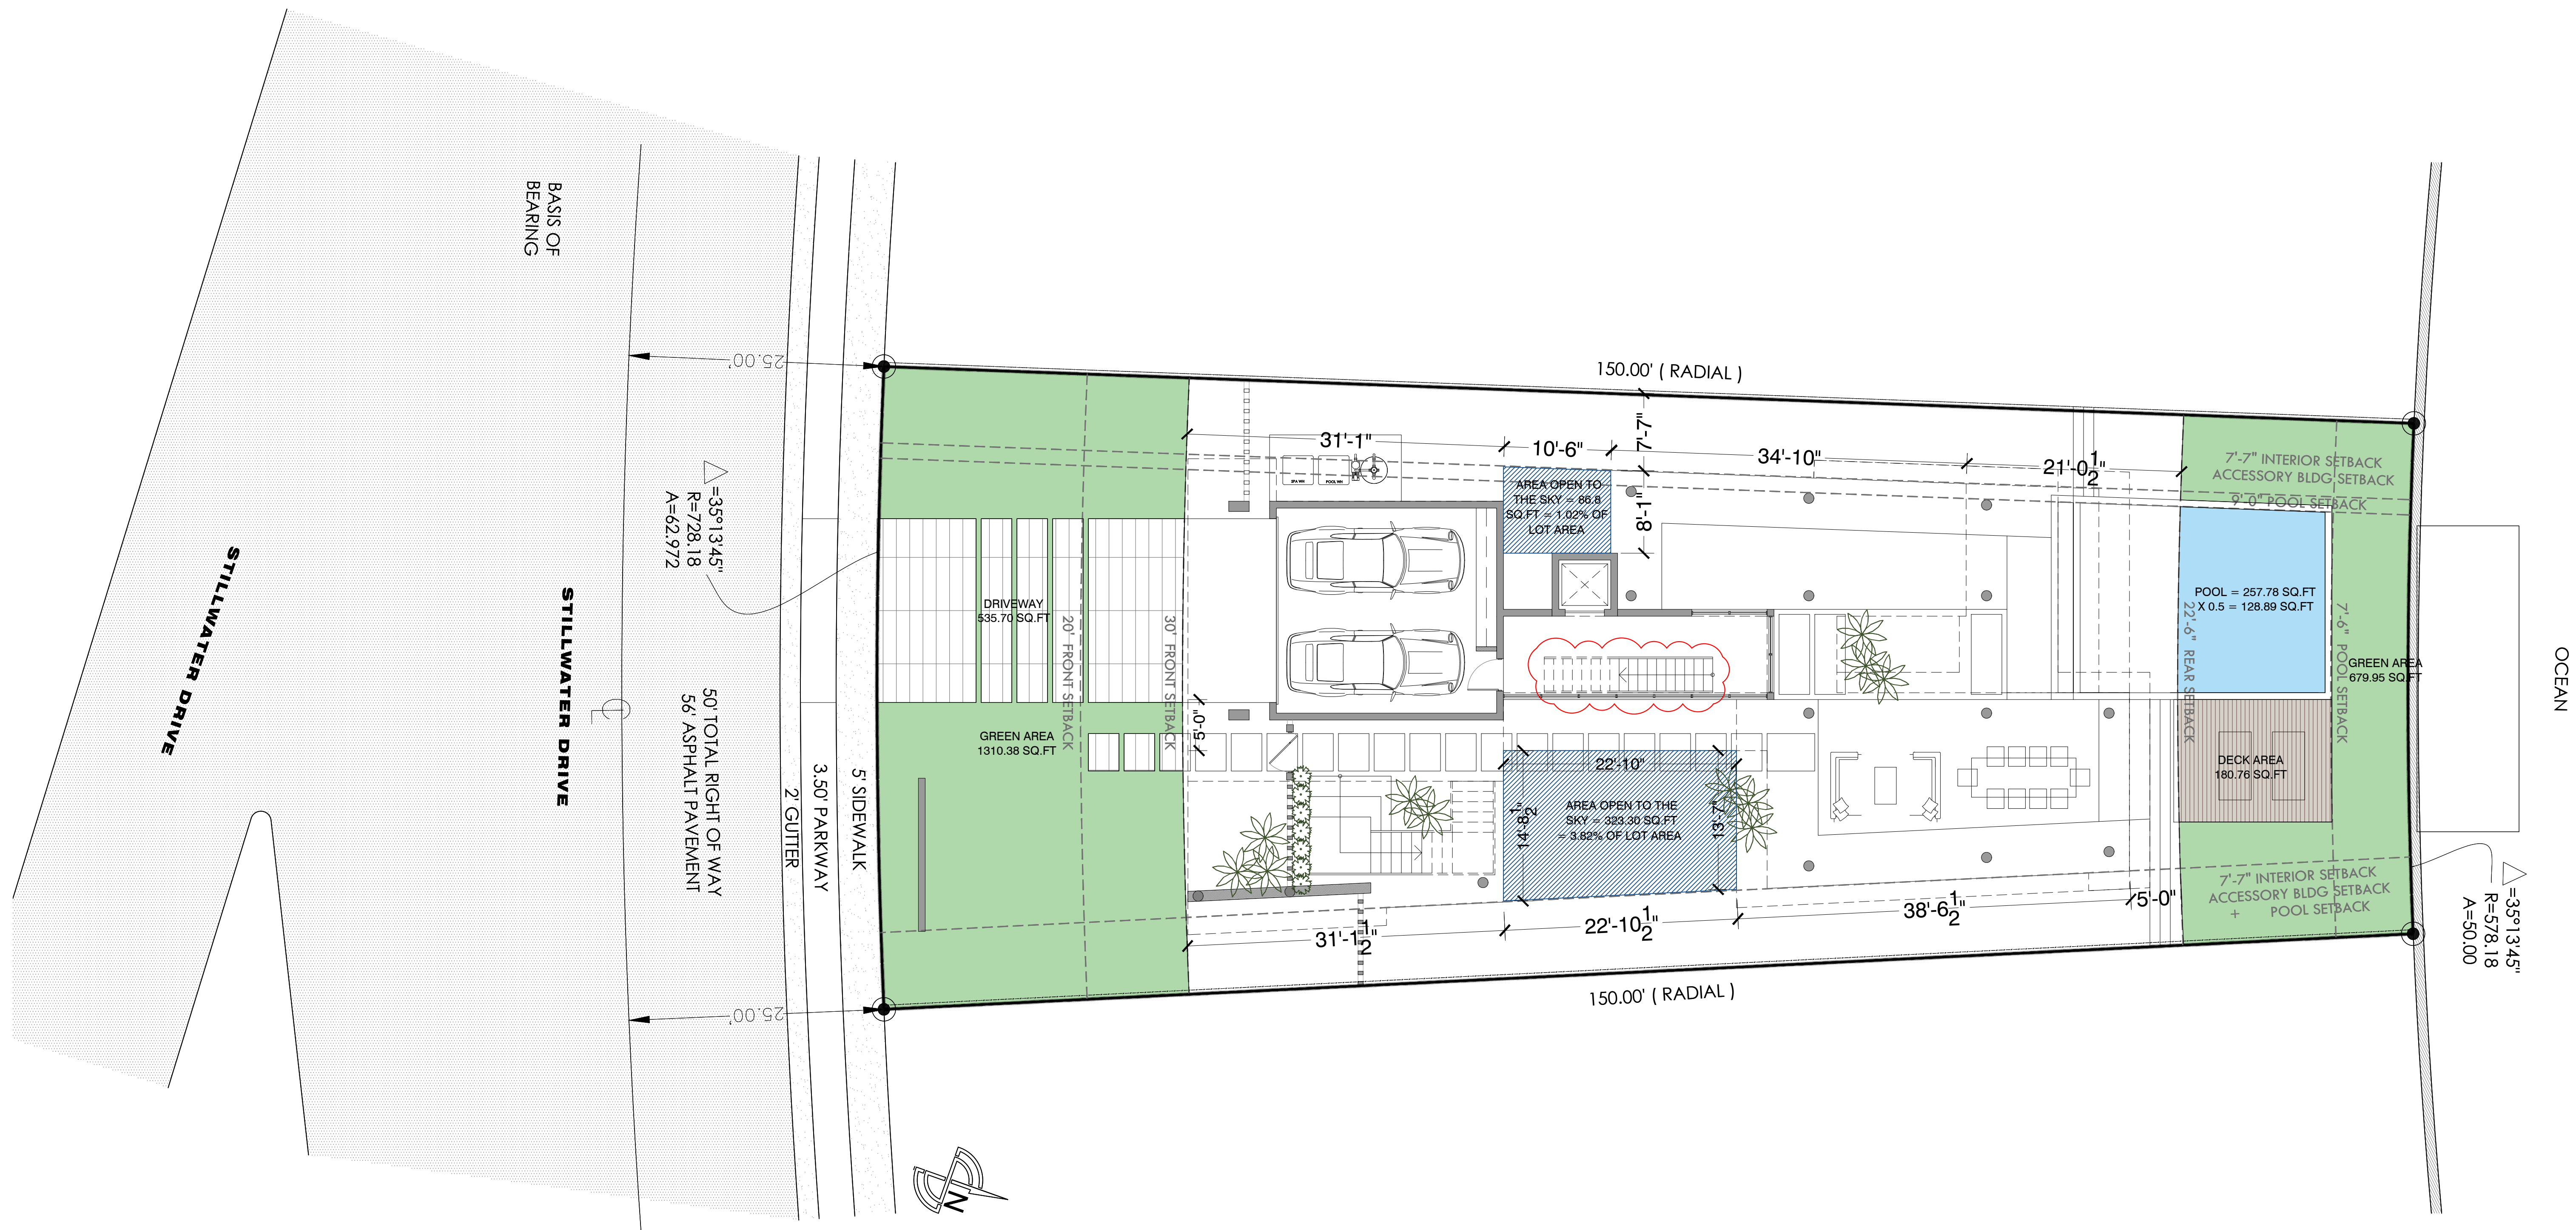 BASIS OF
BEARING
STILLWATER DRIVE
STILLWATER DRIVE
25.00'
25.00'
△=35°13'45"
R=728.18
A=62.972
C
L
50' TOTAL RIGHT OF WAY
56' ASPHALT PAVEMENT
2' GUTTER
3.50' PARKWAY
5' SIDEWALK
150.00' ( RADIAL )
31'-1"
10'-6"
7'-7"
34'-10"
21'-0 1/2"
8'-1"
SPA WH
POOL WH
AREA OPEN TO
THE SKY = 86.8
SQ.FT = 1.02% OF
LOT AREA
7'-7" INTERIOR SETBACK
ACCESSORY BLDG SETBACK
9'-0" POOL SETBACK
DRIVEWAY
535.70 SQ.FT
20' FRONT SETBACK
30' FRONT SETBACK
5'-0"
GREEN AREA
1310.38 SQ.FT
POOL = 257.78 SQ.FT
X 0.5 = 128.89 SQ.FT
22'-6" REAR SETBACK
7'-6" POOL SETBACK
GREEN AREA
679.95 SQ.FT
OCEAN
22'-10"
14'-8 1/2"
13'-7"
AREA OPEN TO THE
SKY = 323.30 SQ.FT
= 3.82% OF LOT AREA
DECK AREA
180.76 SQ.FT
7'-7" INTERIOR SETBACK
ACCESSORY BLDG SETBACK
+ POOL SETBACK
△=35°13'45"
R=578.18
A=50.00
31'-1 1/2"
22'-10 1/2"
38'-6 1/2"
5'-0"
150.00' ( RADIAL )
N